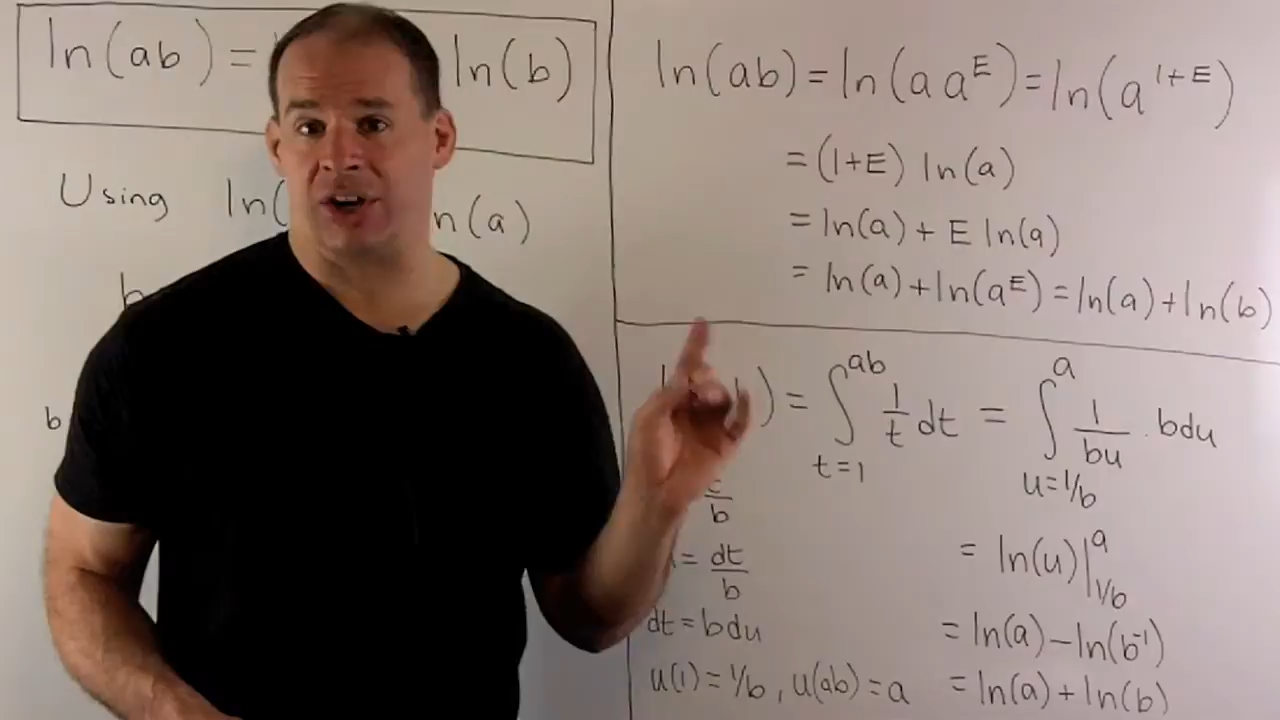 ln(ab) = ln(b)
Using ln( n(a)
b
b
ln(ab) = ln(a a^E) = ln(a^{1+E})
= (1+E) ln(a)
= ln(a) + E ln(a)
= ln(a) + ln(a^E) = ln(a) + ln(b)
) = ∫_{t=1}^{ab} 1/t dt = ∫_{u=1/b}^{a} 1/(bu) · bdu
b
= dt/b
= ln(u)|_{1/b}^{a}
dt = bdu
= ln(a) − ln(b^{-1})
u(1) = 1/b, u(ab) = a
= ln(a) + ln(b)